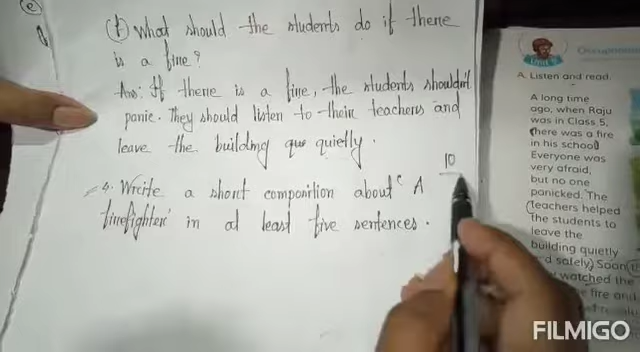 (f) What should the students do if there
is a fire?
Ans: If there is a fire, the students shouldn't
panic. They should listen to their teachers and
leave the building quietly.
10
4. Write a short composition about 'A
firefighter' in at least five sentences.
UNIT 9
A. Listen and read.
A long time
ago, when Raju
was in Class 5,
there was a fire
in his school
Everyone was
very afraid,
but no one
panicked. The
teachers helped
the students to
leave the
building quietly
safely. Soon
watched the
fire and
FILMIGO